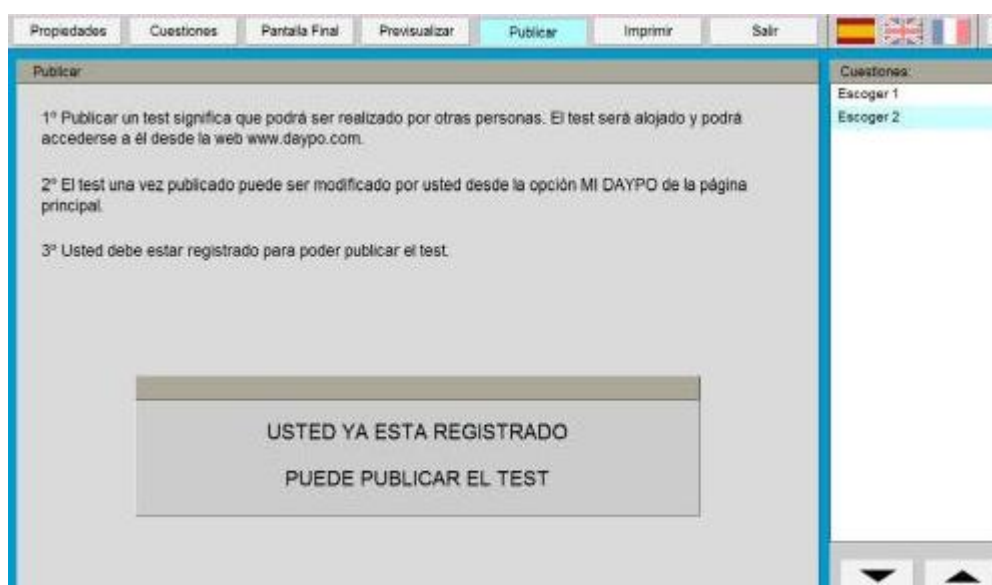 Propiedades Cuestiones Pantalla Final Previsualizar Publicar Imprimir Salir
Publicar
1º Publicar un test significa que podrá ser realizado por otras personas. El test será alojado y podrá
accederse a él desde la web www.daypo.com.
2º El test una vez publicado puede ser modificado por usted desde la opción MI DAYPO de la página
principal.
3º Usted debe estar registrado para poder publicar el test.
USTED YA ESTA REGISTRADO
PUEDE PUBLICAR EL TEST
Cuestiones:
Escoger 1
Escoger 2